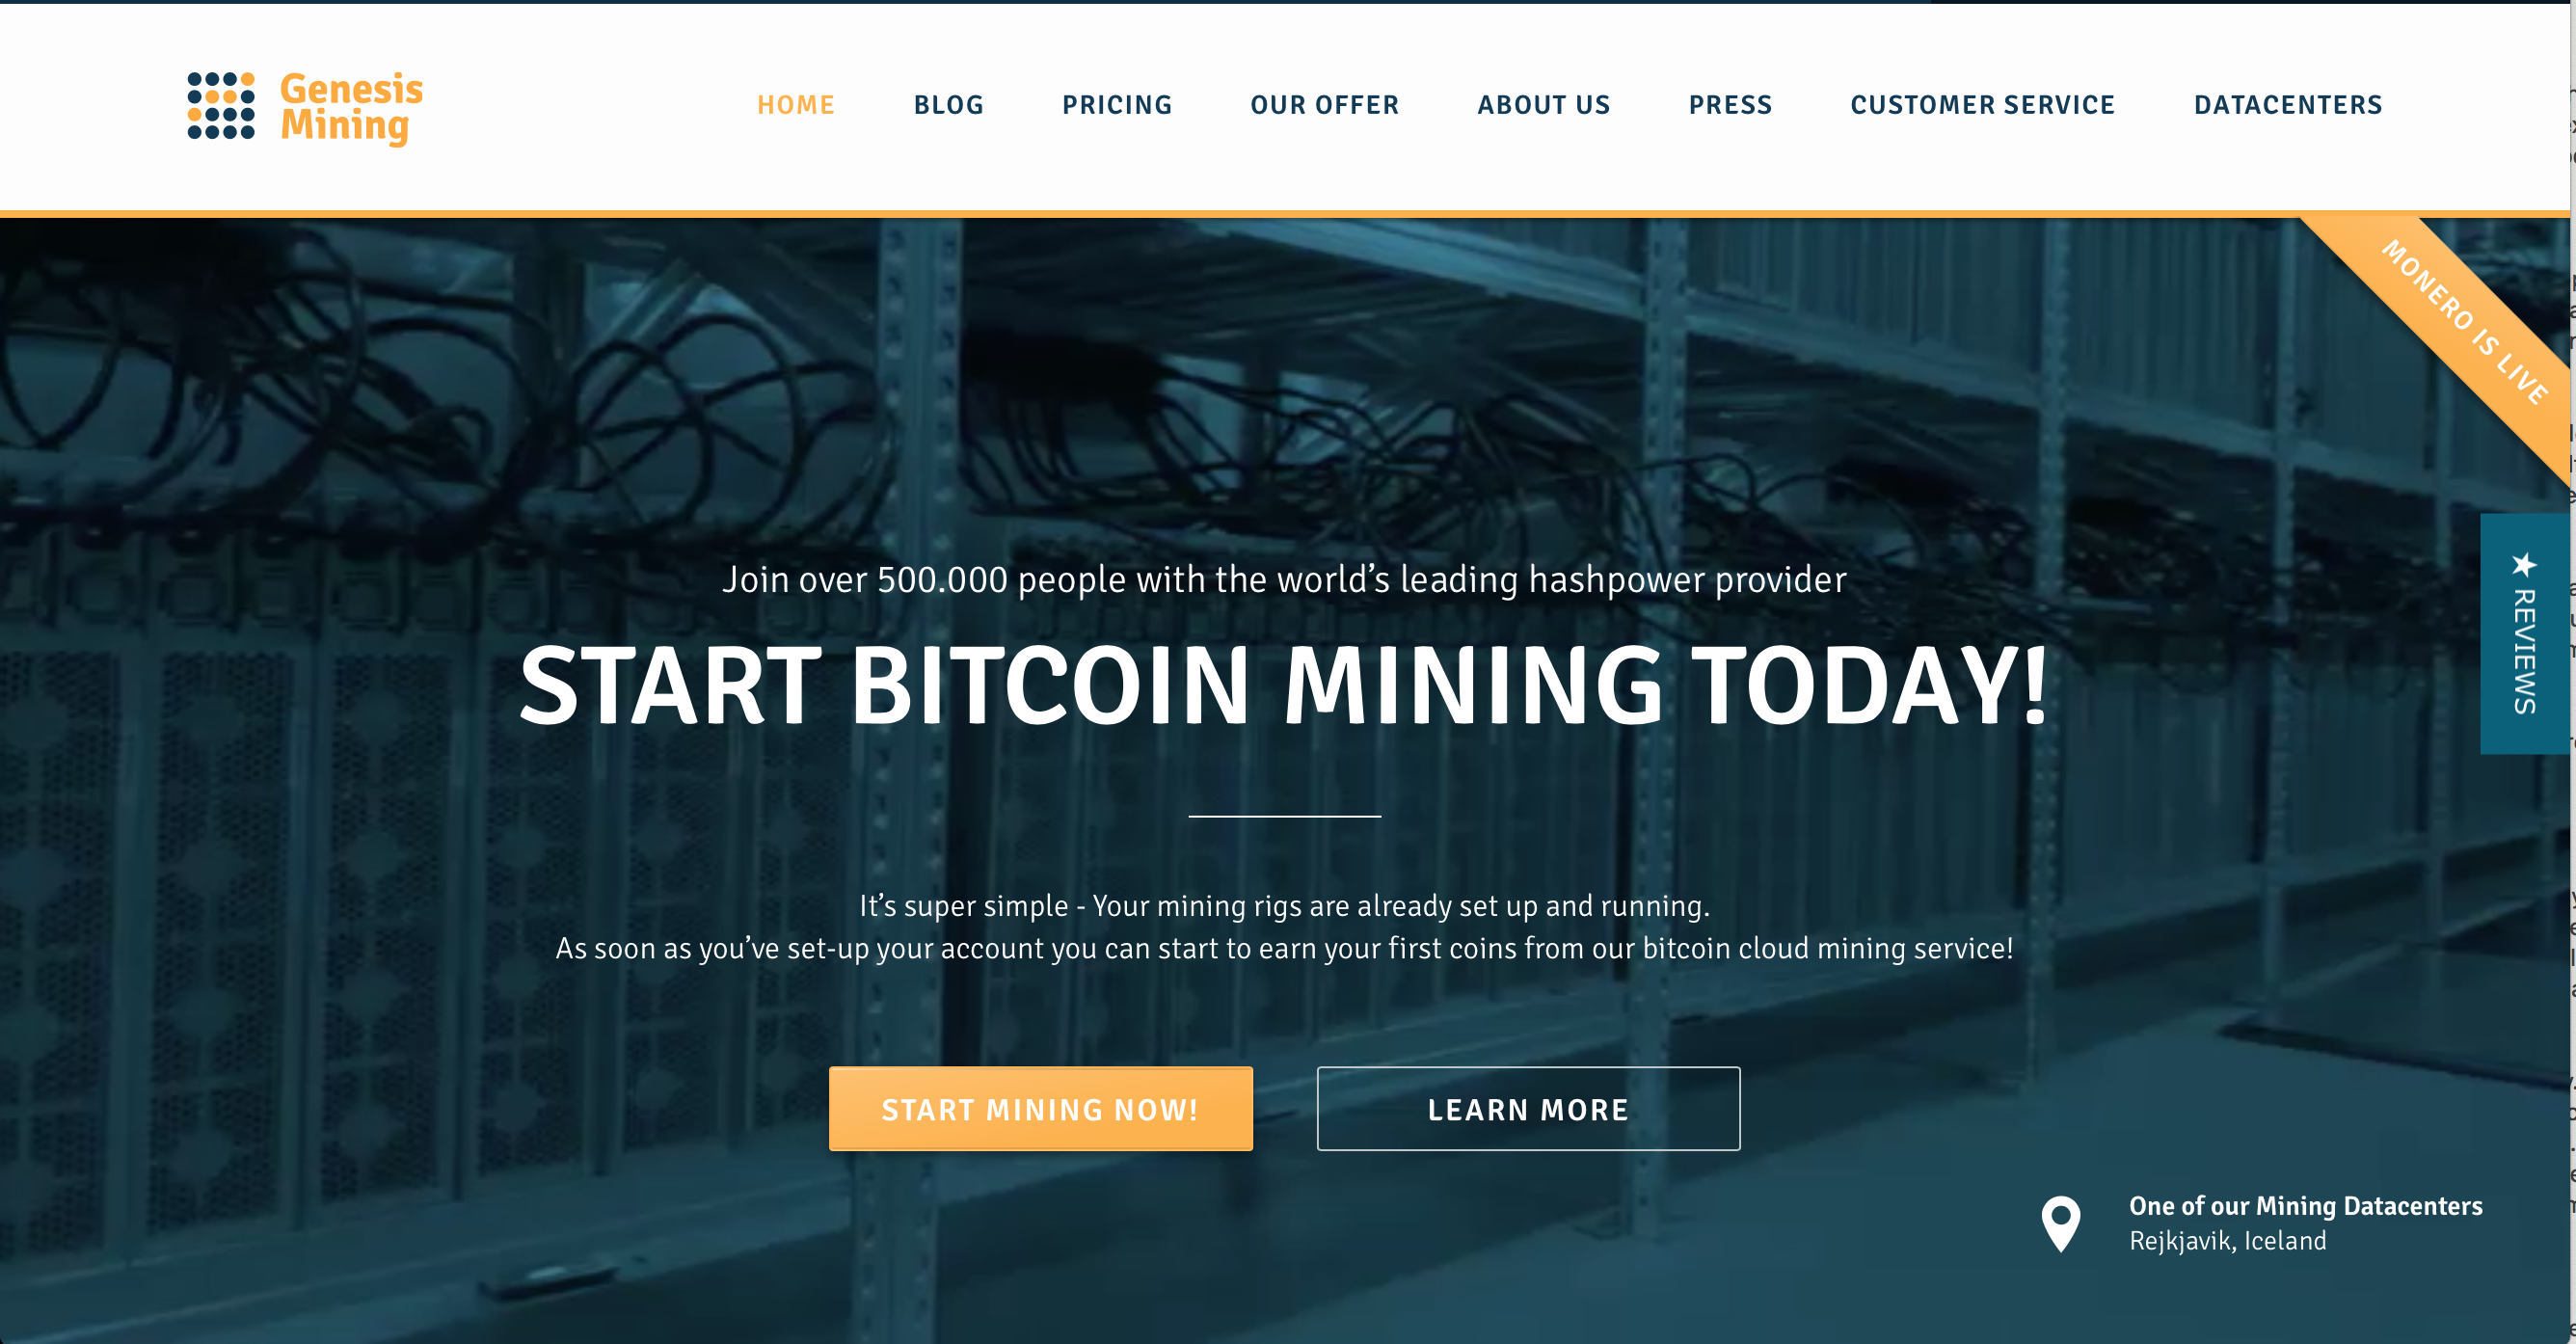 Genesis
Mining
HOME
BLOG
PRICING
OUR OFFER
ABOUT US
PRESS
CUSTOMER SERVICE
DATACENTERS
MONERO IS LIVE
★ REVIEWS
Join over 500.000 people with the world’s leading hashpower provider
START BITCOIN MINING TODAY!
It’s super simple - Your mining rigs are already set up and running.
As soon as you’ve set-up your account you can start to earn your first coins from our bitcoin cloud mining service!
START MINING NOW!
LEARN MORE
One of our Mining Datacenters
Rejkjavik, Iceland